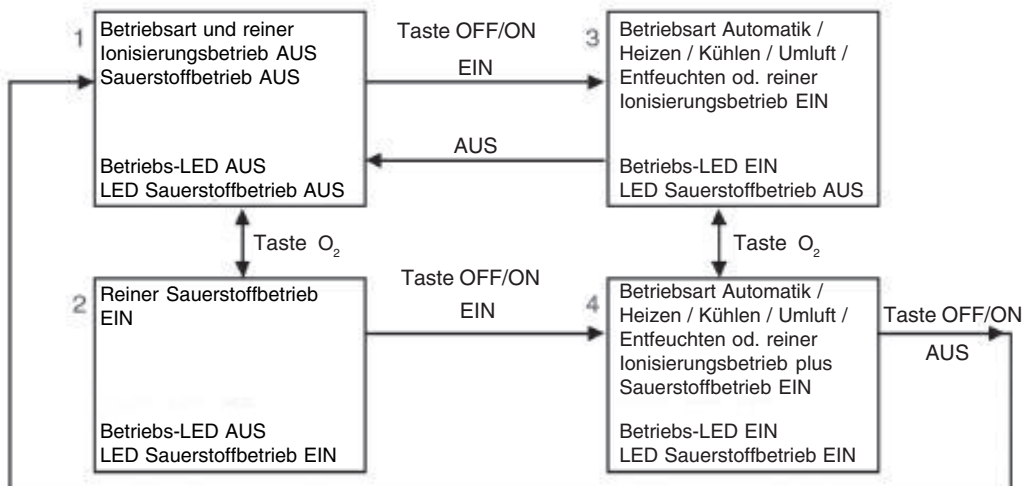 1
Betriebsart und reiner
Ionisierungsbetrieb AUS
Sauerstoffbetrieb AUS
Betriebs-LED AUS
LED Sauerstoffbetrieb AUS
Taste OFF/ON
EIN
AUS
3
Betriebsart Automatik /
Heizen / Kühlen / Umluft /
Entfeuchten od. reiner
Ionisierungsbetrieb EIN
Betriebs-LED EIN
LED Sauerstoffbetrieb AUS
Taste O₂
Taste O₂
2
Reiner Sauerstoffbetrieb
EIN
Betriebs-LED AUS
LED Sauerstoffbetrieb EIN
Taste OFF/ON
EIN
4
Betriebsart Automatik /
Heizen / Kühlen / Umluft /
Entfeuchten od. reiner
Ionisierungsbetrieb plus
Sauerstoffbetrieb EIN
Betriebs-LED EIN
LED Sauerstoffbetrieb EIN
Taste OFF/ON
AUS